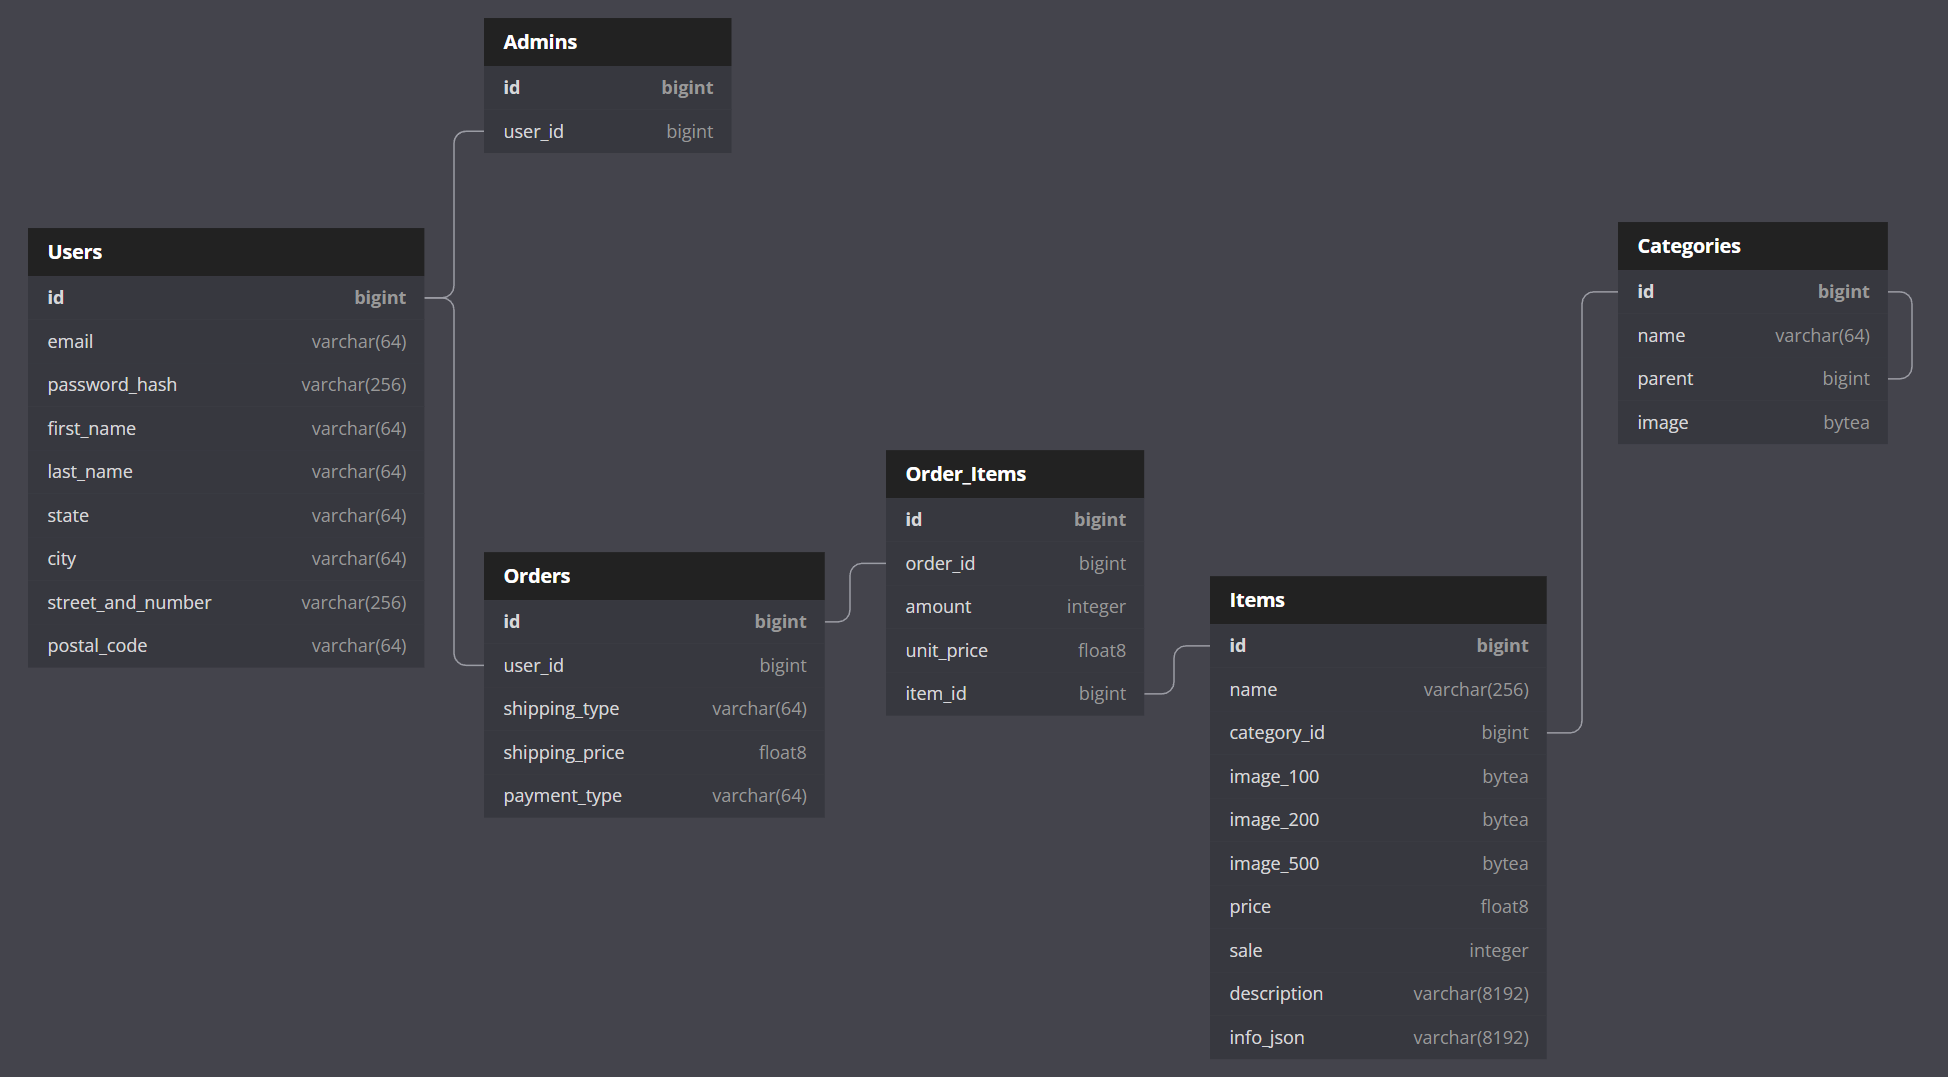 Admins
id bigint
user_id bigint
Users
id bigint
email varchar(64)
password_hash varchar(256)
first_name varchar(64)
last_name varchar(64)
state varchar(64)
city varchar(64)
street_and_number varchar(256)
postal_code varchar(64)
Orders
id bigint
user_id bigint
shipping_type varchar(64)
shipping_price float8
payment_type varchar(64)
Order_Items
id bigint
order_id bigint
amount integer
unit_price float8
item_id bigint
Items
id bigint
name varchar(256)
category_id bigint
image_100 bytea
image_200 bytea
image_500 bytea
price float8
sale integer
description varchar(8192)
info_json varchar(8192)
Categories
id bigint
name varchar(64)
parent bigint
image bytea